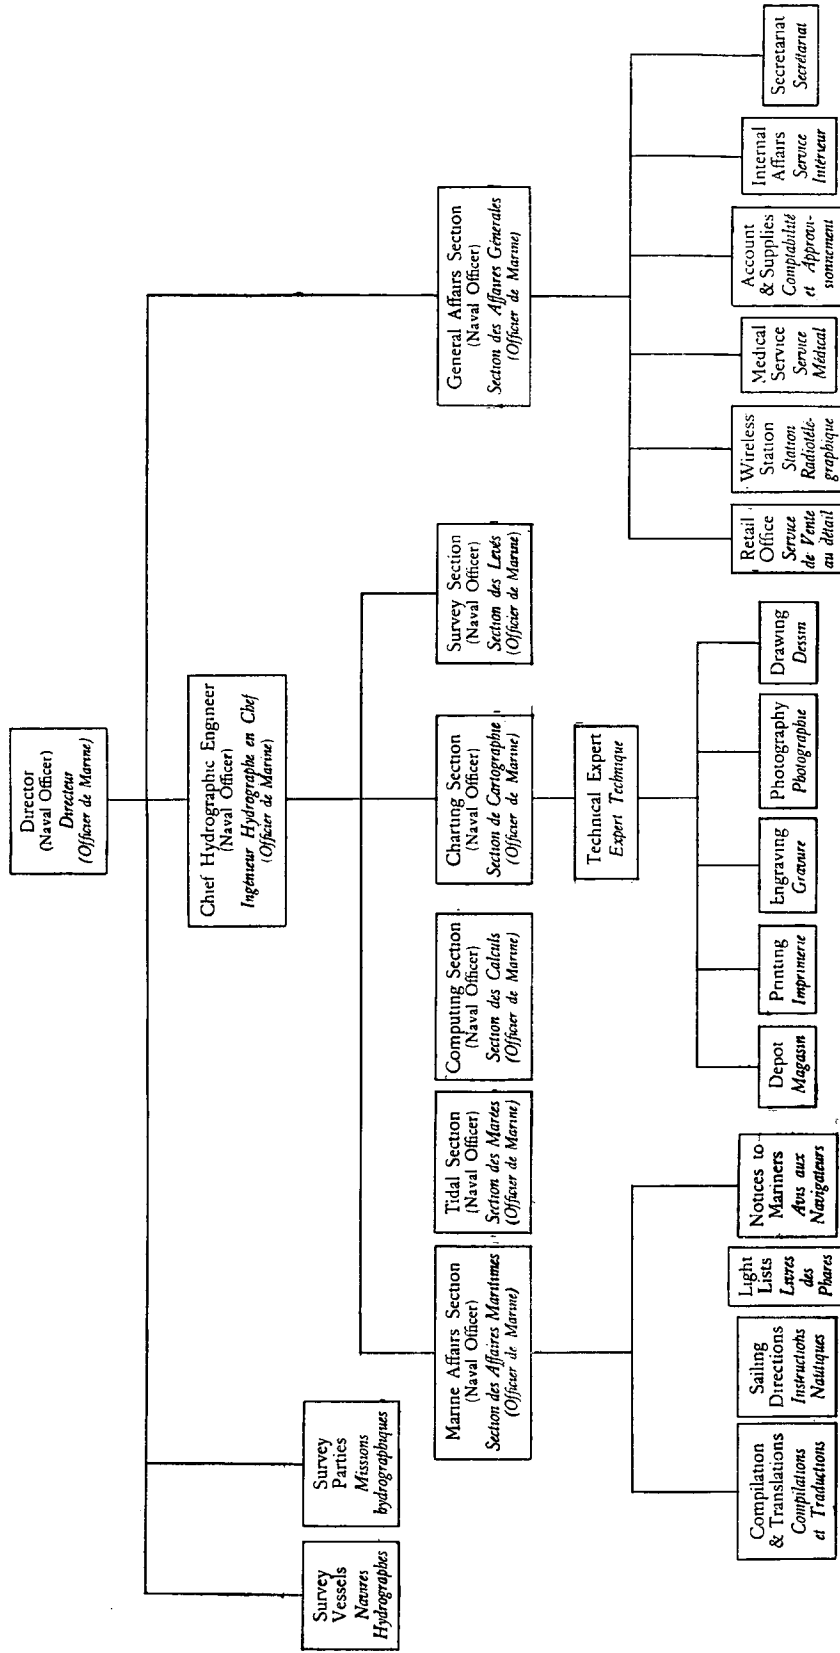 Director
(Naval Officer)
Directeur
(Officier de Marine)
Chief Hydrographic Engineer
(Naval Officer)
Ingénieur Hydrographe en Chef
(Officier de Marine)
Survey
Vessels
Navires
Hydrographes
Survey
Parties
Missions
hydrographiques
Marine Affairs Section
(Naval Officer)
Section des Affaires Maritimes
(Officier de Marine)
Tidal Section
(Naval Officer)
Section des Marées
(Officier de Marine)
Computing Section
(Naval Officer)
Section des Calculs
(Officier de Marine)
Charting Section
(Naval Officer)
Section de Cartographie
(Officier de Marine)
Survey Section
(Naval Officer)
Section des Levés
(Officier de Marine)
General Affairs Section
(Naval Officer)
Section des Affaires Génerales
(Officier de Marine)
Technical Expert
Expert Technique
Compilation
& Translations
Compilations
et Traductions
Sailing
Directions
Instructions
Nautiques
Light
Lists
Livres
des
Phares
Notices to
Mariners
Avis aux
Navigateurs
Depot
Magasin
Printing
Imprimerie
Engraving
Gravure
Photography
Photographie
Drawing
Dessin
Retail
Office
Service
de Vente
au détail
Wireless
Station
Station
Radiotélé-
graphique
Medical
Service
Service
Médical
Account
& Supplies
Comptabilité
et Approvi-
sionnement
Internal
Affairs
Service
Intérieur
Secretariat
Secrétariat